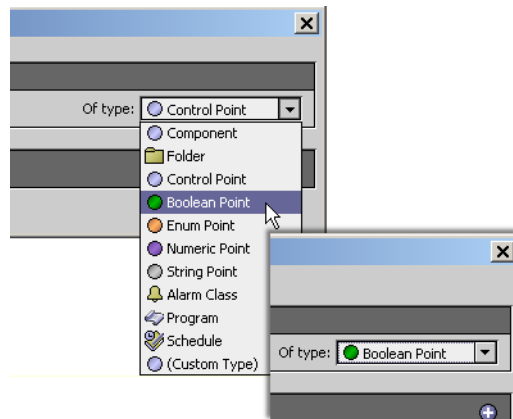 Of type: Control Point
Component
Folder
Control Point
Boolean Point
Enum Point
Numeric Point
String Point
Alarm Class
Program
Schedule
(Custom Type)
Of type: Boolean Point